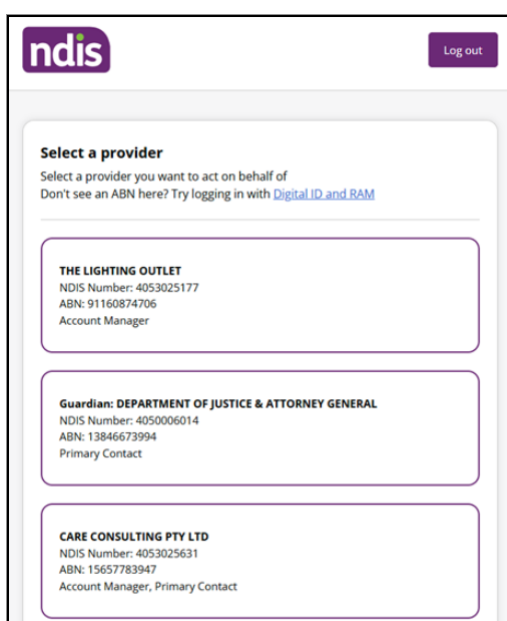 ndis
Log out
Select a provider
Select a provider you want to act on behalf of
Don't see an ABN here? Try logging in with Digital ID and RAM
THE LIGHTING OUTLET
NDIS Number: 4053025177
ABN: 91160874706
Account Manager
Guardian: DEPARTMENT OF JUSTICE & ATTORNEY GENERAL
NDIS Number: 4050006014
ABN: 13846673994
Primary Contact
CARE CONSULTING PTY LTD
NDIS Number: 4053025631
ABN: 15657783947
Account Manager, Primary Contact